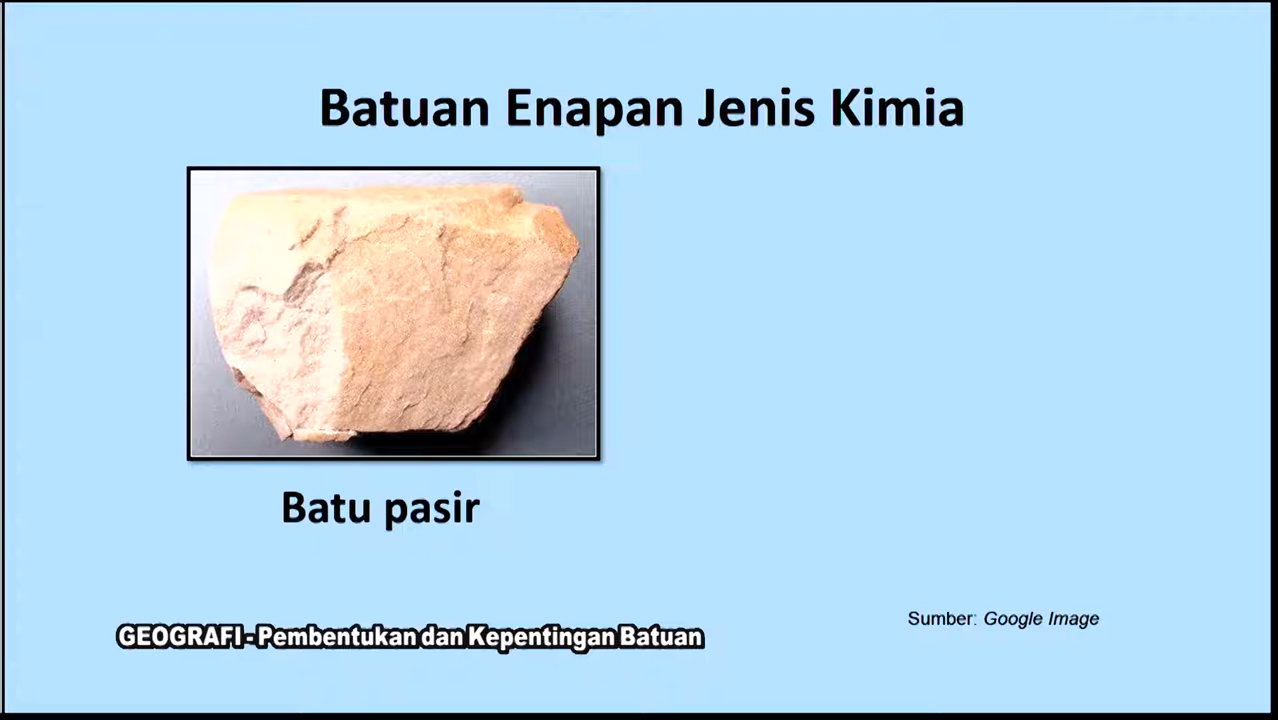 Batuan Enapan Jenis Kimia
Batu pasir
Sumber: Google Image
GEOGRAFI - Pembentukan dan Kepentingan Batuan